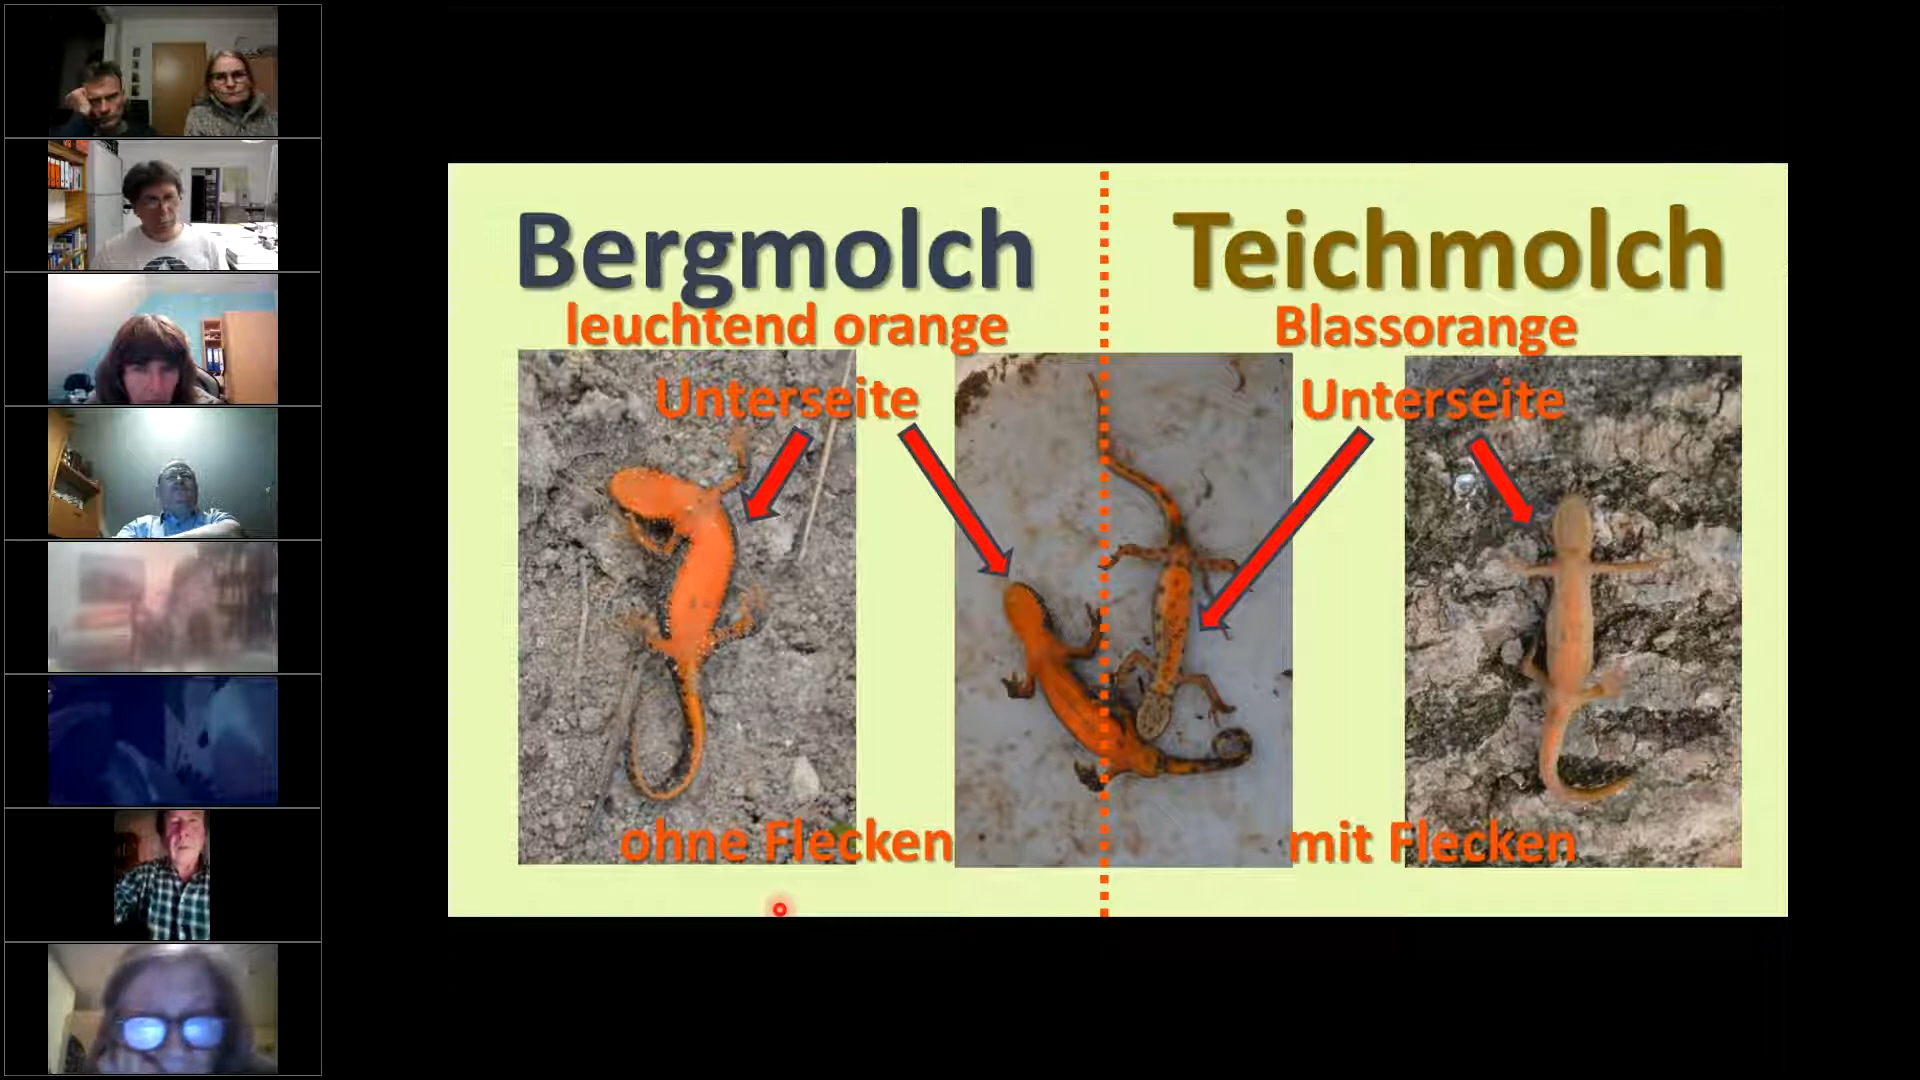 Bergmolch
leuchtend orange
Unterseite
ohne Flecken
Teichmolch
Blassorange
Unterseite
mit Flecken